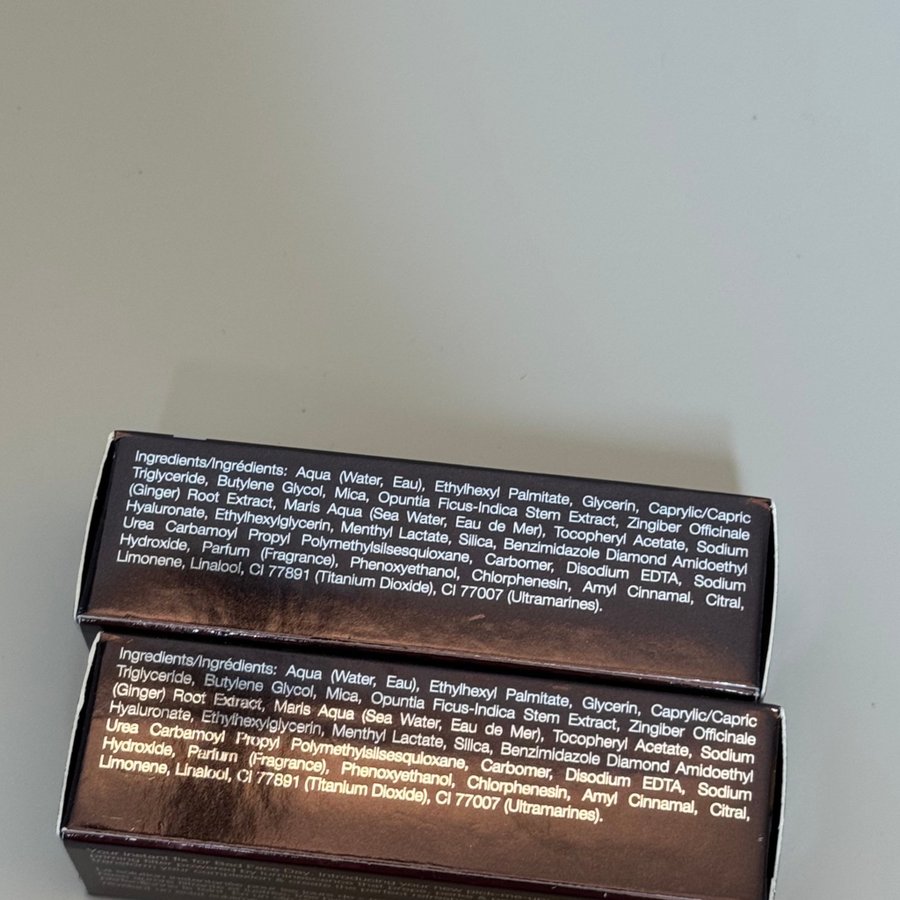 Ingredients/Ingrédients: Aqua (Water, Eau), Ethylhexyl Palmitate, Glycerin, Caprylic/Capric
Triglyceride, Butylene Glycol, Mica, Opuntia Ficus-Indica Stem Extract, Zingiber Officinale
(Ginger) Root Extract, Maris Aqua (Sea Water, Eau de Mer), Tocopheryl Acetate, Sodium
Hyaluronate, Ethylhexylglycerin, Menthyl Lactate, Silica, Benzimidazole Diamond Amidoethyl
Urea Carbamoyl Propyl Polymethylsilsesquioxane, Carbomer, Disodium EDTA, Sodium
Hydroxide, Parfum (Fragrance), Phenoxyethanol, Chlorphenesin, Amyl Cinnamal, Citral,
Limonene, Linalool, CI 77891 (Titanium Dioxide), CI 77007 (Ultramarines).
Ingredients/Ingrédients: Aqua (Water, Eau), Ethylhexyl Palmitate, Glycerin, Caprylic/Capric
Triglyceride, Butylene Glycol, Mica, Opuntia Ficus-Indica Stem Extract, Zingiber Officinale
(Ginger) Root Extract, Maris Aqua (Sea Water, Eau de Mer), Tocopheryl Acetate, Sodium
Hyaluronate, Ethylhexylglycerin, Menthyl Lactate, Silica, Benzimidazole Diamond Amidoethyl
Urea Carbamoyl Propyl Polymethylsilsesquioxane, Carbomer, Disodium EDTA, Sodium
Hydroxide, Parfum (Fragrance), Phenoxyethanol, Chlorphenesin, Amyl Cinnamal, Citral,
Limonene, Linalool, CI 77891 (Titanium Dioxide), CI 77007 (Ultramarines).
Your instant fix for Bad Face Day.